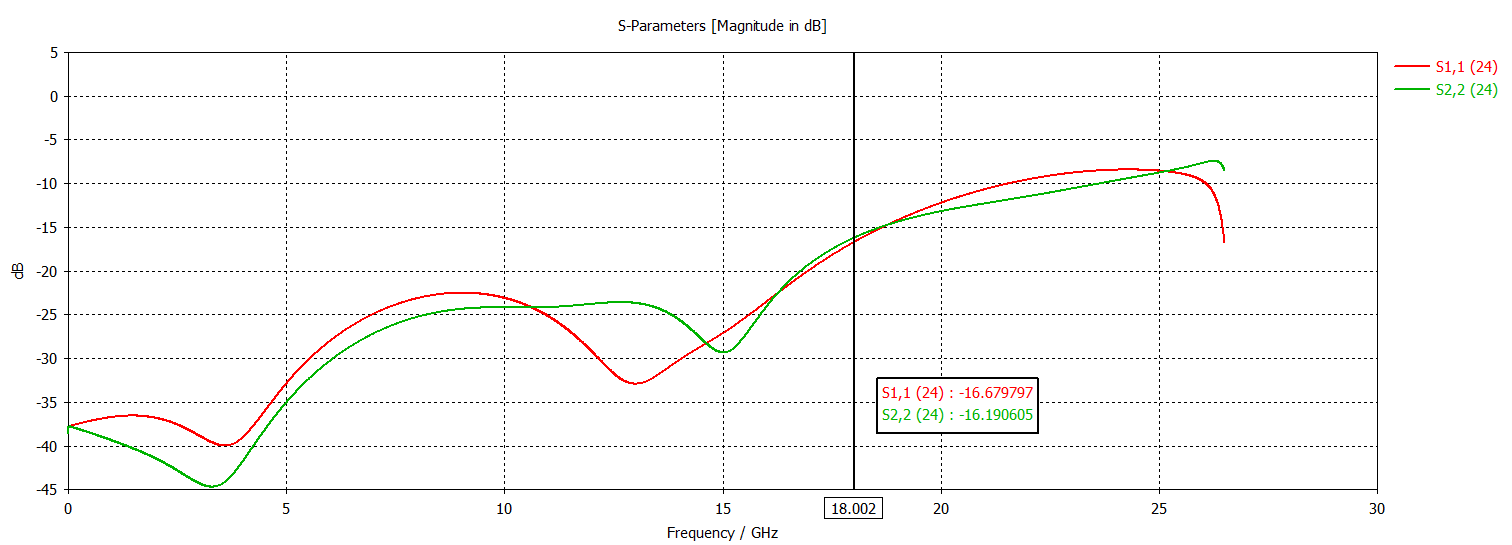 S-Parameters [Magnitude in dB]
5
0
-5
-10
-15
-20
-25
-30
-35
-40
-45
dB
S1,1 (24)
S2,2 (24)
S1,1 (24) : -16.679797
S2,2 (24) : -16.190605
0 5 10 15 18.002 20 25 30
Frequency / GHz